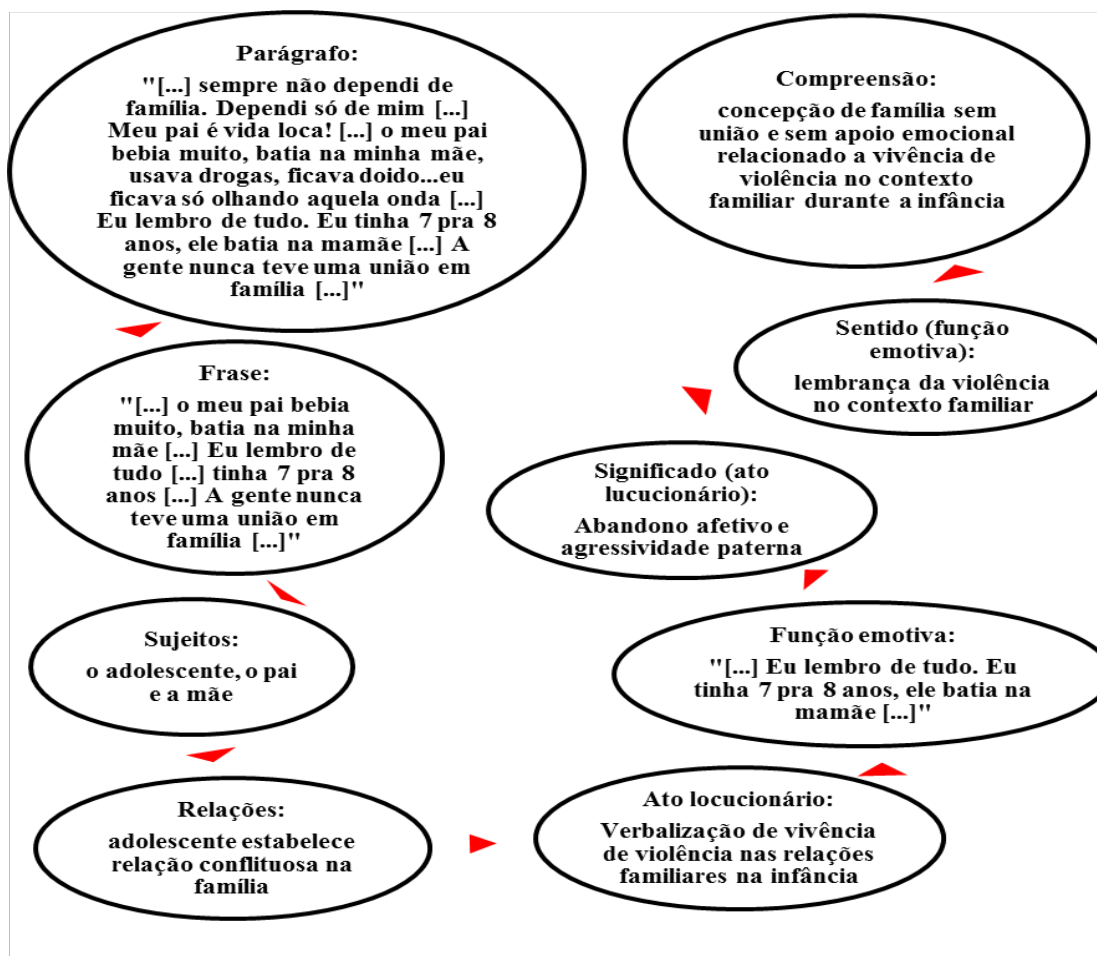 Parágrafo:
"[...] sempre não dependi de
família. Dependi só de mim [...]
Meu pai é vida loca! [...] o meu pai
bebia muito, batia na minha mãe,
usava drogas, ficava doido...eu
ficava só olhando aquela onda [...]
Eu lembro de tudo. Eu tinha 7 pra 8
anos, ele batia na mamãe [...] A
gente nunca teve uma união em
família [...]"
Frase:
"[...] o meu pai bebia
muito, batia na minha
mãe [...] Eu lembro de
tudo [...] tinha 7 pra 8
anos [...] A gente nunca
teve uma união em
família [...]"
Sujeitos:
o adolescente, o pai
e a mãe
Relações:
adolescente estabelece
relação conflituosa na
família
Ato locucionário:
Verbalização de vivência
de violência nas relações
familiares na infância
Função emotiva:
"[...] Eu lembro de tudo. Eu
tinha 7 pra 8 anos, ele batia na
mamãe [...]"
Significado (ato
lucucionário):
Abandono afetivo e
agressividade paterna
Sentido (função
emotiva):
lembrança da violência
no contexto familiar
Compreensão:
concepção de família sem
união e sem apoio emocional
relacionado a vivência de
violência no contexto
familiar durante a infância